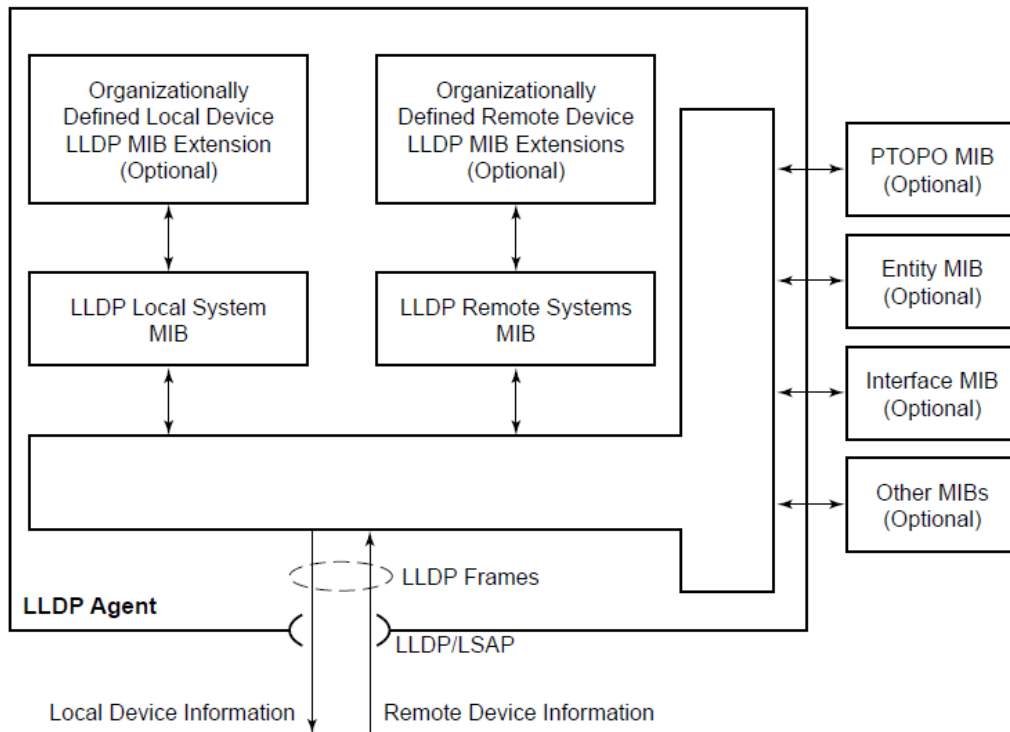 Organizationally
Defined Local Device
LLDP MIB Extension
(Optional)
Organizationally
Defined Remote Device
LLDP MIB Extensions
(Optional)
PTOPO MIB
(Optional)
LLDP Local System
MIB
LLDP Remote Systems
MIB
Entity MIB
(Optional)
Interface MIB
(Optional)
Other MIBs
(Optional)
LLDP Frames
LLDP Agent
LLDP/LSAP
Local Device Information
Remote Device Information